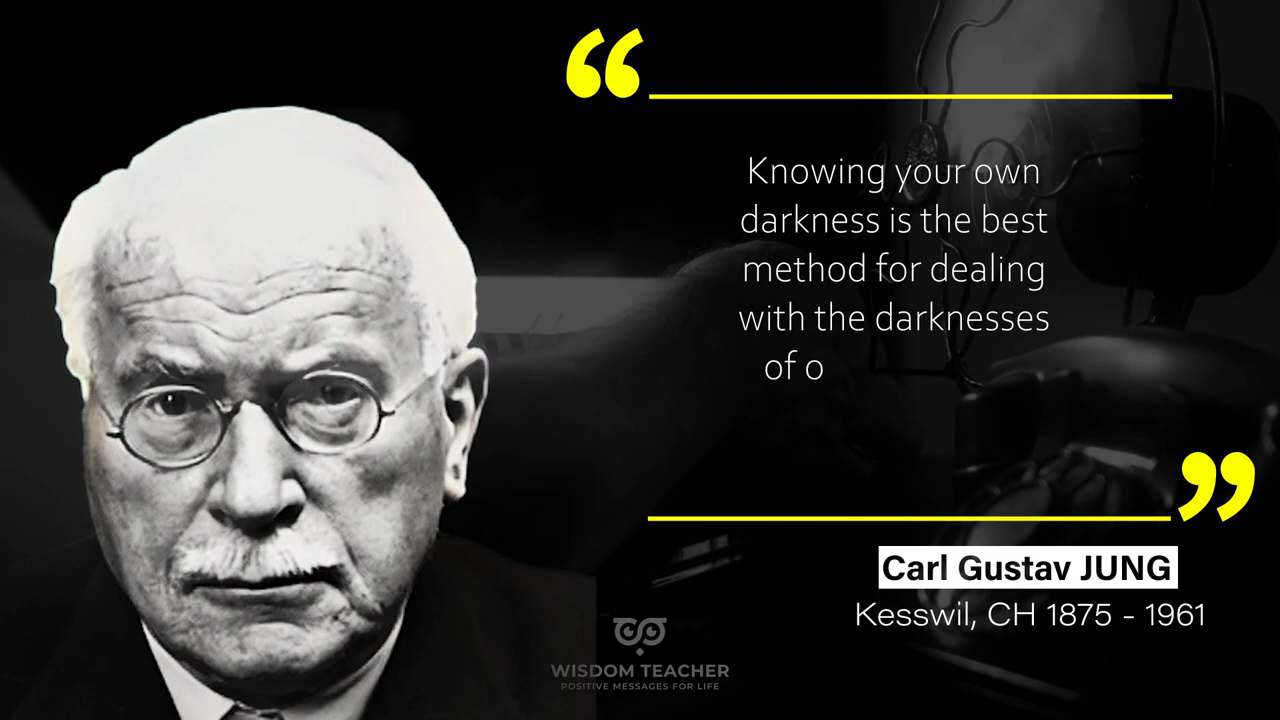 “
Knowing your own
darkness is the best
method for dealing
with the darknesses
of o
”
Carl Gustav JUNG
Kesswil, CH 1875 - 1961
WISDOM TEACHER
POSITIVE MESSAGES FOR LIFE